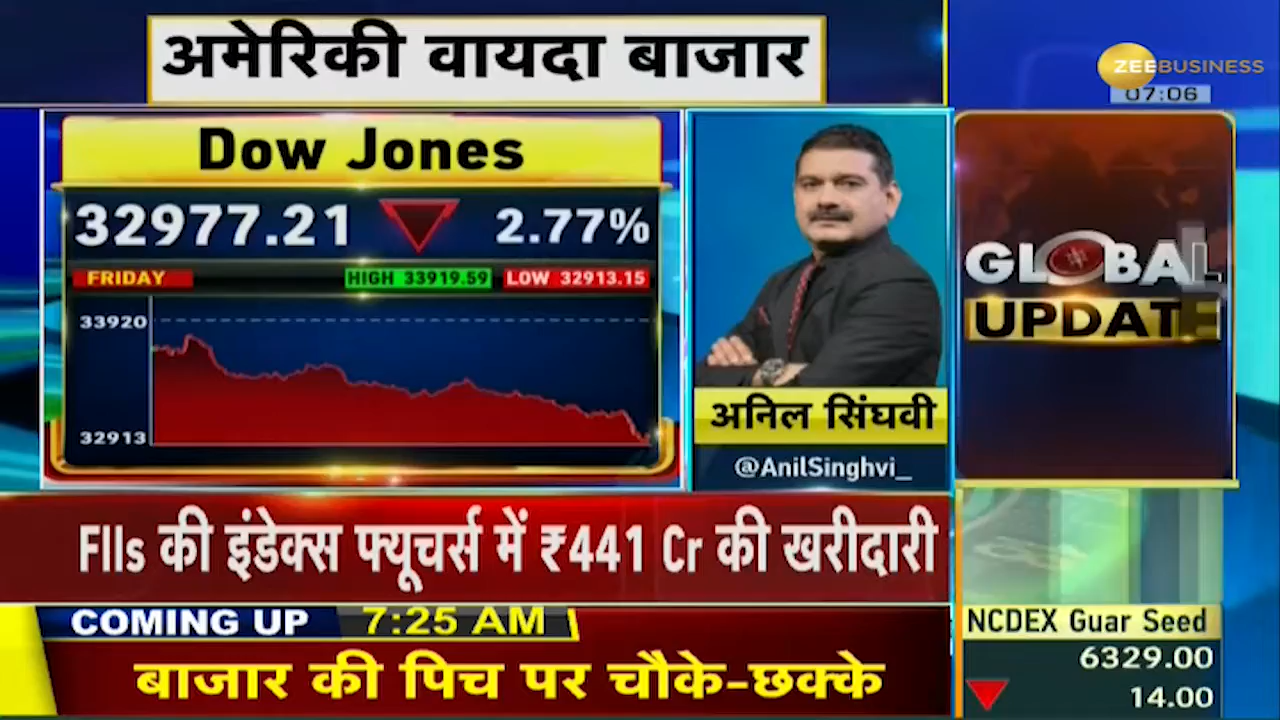 अमेरिकी वायदा बाजार
ZEEBUSINESS
07:06
Dow Jones
32977.21 2.77%
FRIDAY HIGH 33919.59 LOW 32913.15
33920
32913
अनिल सिंघवी
@AnilSinghvi_
GLOBAL
UPDATE
FIIs की इंडेक्स फ्यूचर्स में ₹441 Cr की खरीदारी
COMING UP 7:25 AM
बाजार की पिच पर चौके-छक्के
NCDEX Guar Seed
6329.00
14.00